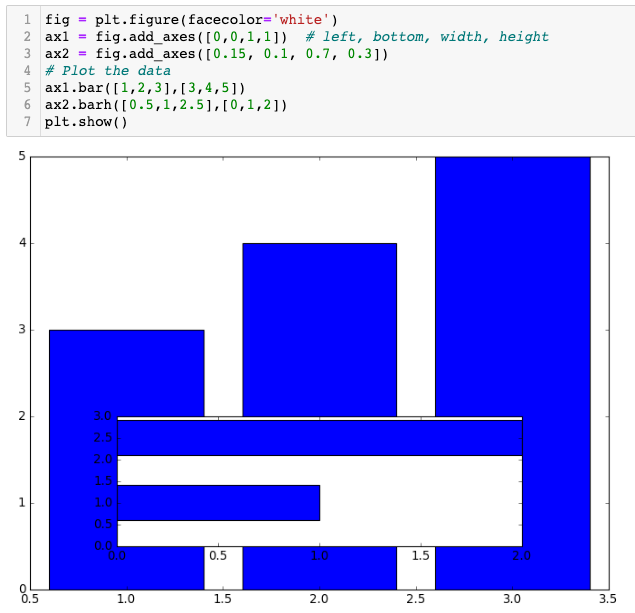 1 fig = plt.figure(facecolor='white')
2 ax1 = fig.add_axes([0,0,1,1])  # left, bottom, width, height
3 ax2 = fig.add_axes([0.15, 0.1, 0.7, 0.3])
4 # Plot the data
5 ax1.bar([1,2,3],[3,4,5])
6 ax2.barh([0.5,1,2.5],[0,1,2])
7 plt.show()
5
4
3
2
1
0
3.0
2.5
2.0
1.5
1.0
0.5
0.0
0.0 0.5 1.0 1.5 2.0
0.5 1.0 1.5 2.0 2.5 3.0 3.5